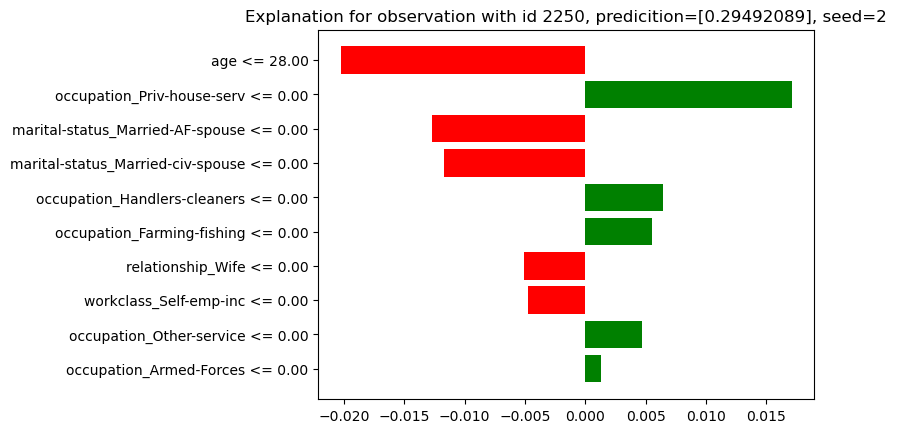 Explanation for observation with id 2250, predicition=[0.29492089], seed=2
age <= 28.00
occupation_Priv-house-serv <= 0.00
marital-status_Married-AF-spouse <= 0.00
marital-status_Married-civ-spouse <= 0.00
occupation_Handlers-cleaners <= 0.00
occupation_Farming-fishing <= 0.00
relationship_Wife <= 0.00
workclass_Self-emp-inc <= 0.00
occupation_Other-service <= 0.00
occupation_Armed-Forces <= 0.00
−0.020 −0.015 −0.010 −0.005 0.000 0.005 0.010 0.015